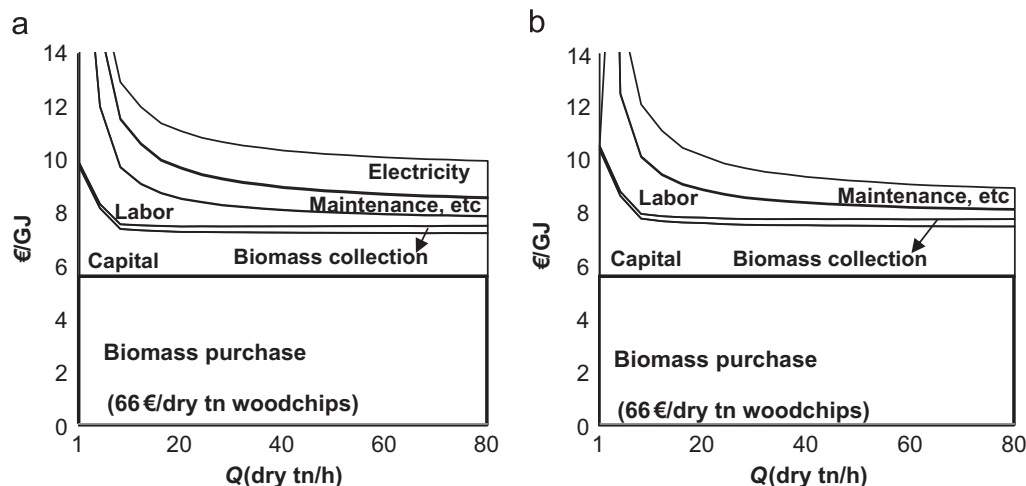 a
14
12
10
8
6
4
2
0
€/GJ
Electricity
Maintenance, etc
Labor
Biomass collection
Capital
Biomass purchase
(66 €/dry tn woodchips)
1 20 40 60 80
Q(dry tn/h)
b
14
12
10
8
6
4
2
0
€/GJ
Electricity
Maintenance, etc
Labor
Biomass collection
Capital
Biomass purchase
(66 €/dry tn woodchips)
1 20 40 60 80
Q(dry tn/h)